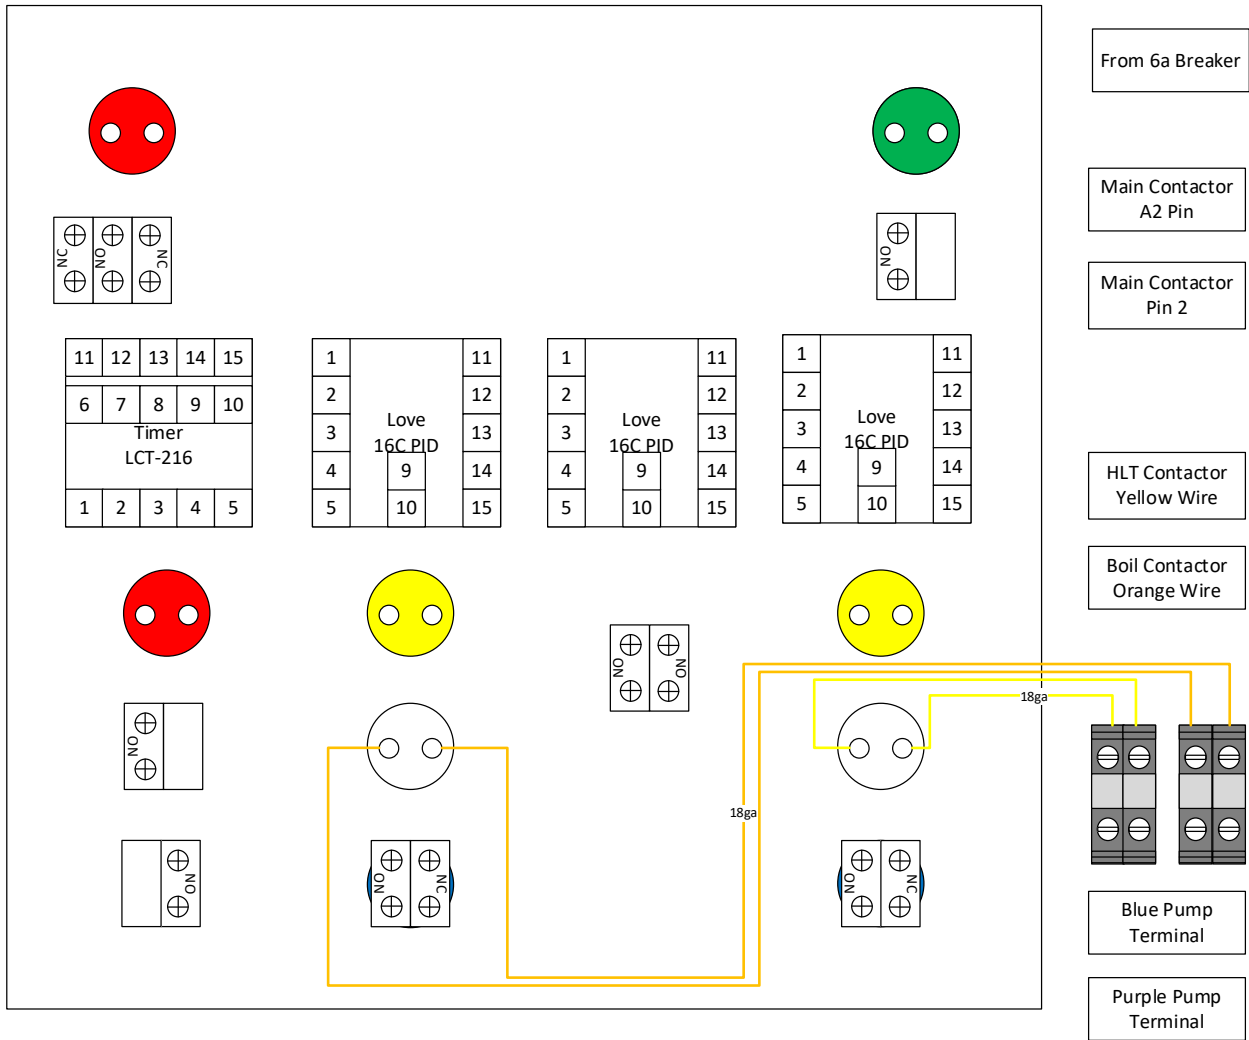 From 6a Breaker
Main Contactor
A2 Pin
NC
NO
NC
NO
Main Contactor
Pin 2
11 12 13 14 15
6 7 8 9 10
Timer
LCT-216
1 2 3 4 5
1
2
3
4
5
Love
16C PID
9
10
11
12
13
14
15
1
2
3
4
5
Love
16C PID
9
10
11
12
13
14
15
1
2
3
4
5
Love
16C PID
9
10
11
12
13
14
15
HLT Contactor
Yellow Wire
Boil Contactor
Orange Wire
NO
NO
18ga
NO
18ga
NO
NO
NC
NO
NC
Blue Pump
Terminal
Purple Pump
Terminal